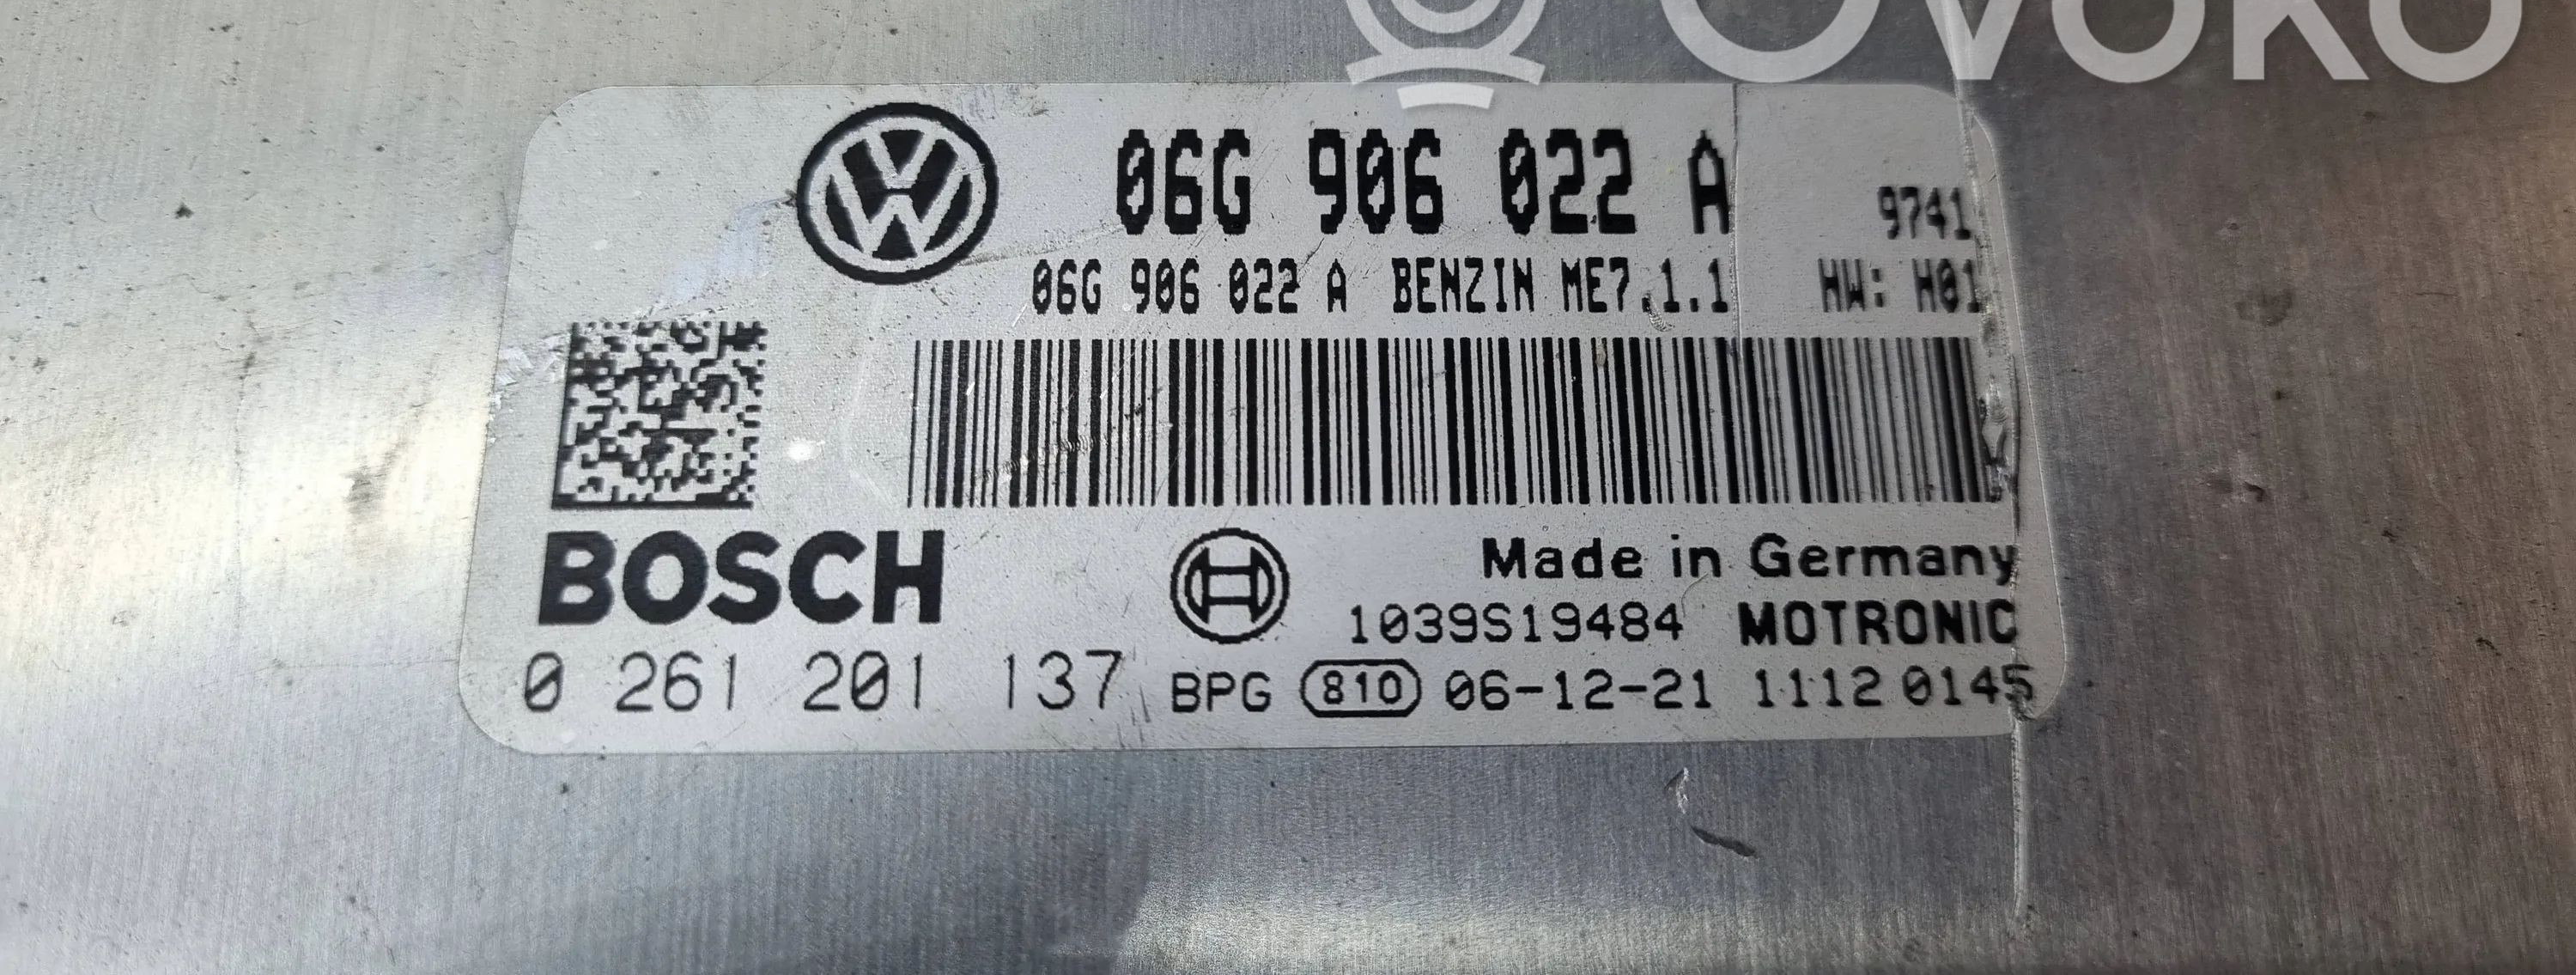 OVOKO
06G 906 022 A
9741
06G 906 022 A BENZIN ME7.1.1 HW: H01
BOSCH
Made in Germany
1039S19484 MOTRONIC
0 261 201 137 BPG 810 06-12-21 1112 0145